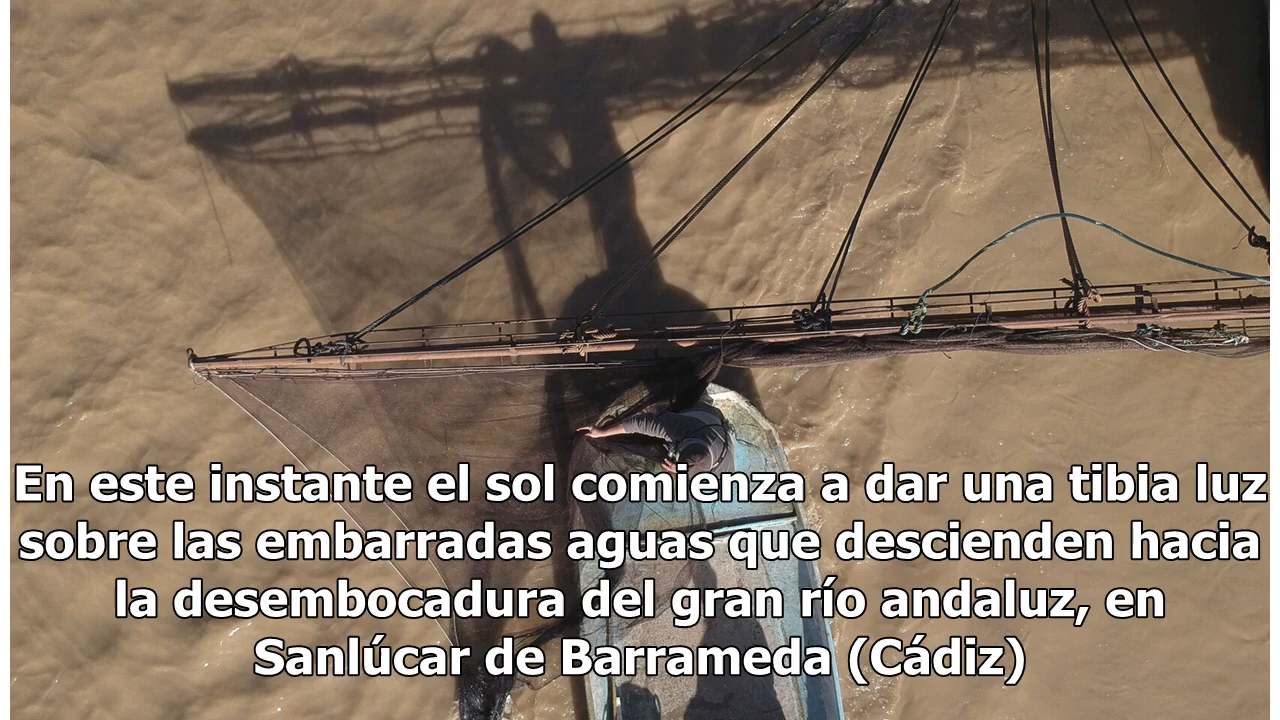 En este instante el sol comienza a dar una tibia luz
sobre las embarradas aguas que descienden hacia
la desembocadura del gran río andaluz, en
Sanlúcar de Barrameda (Cádiz)